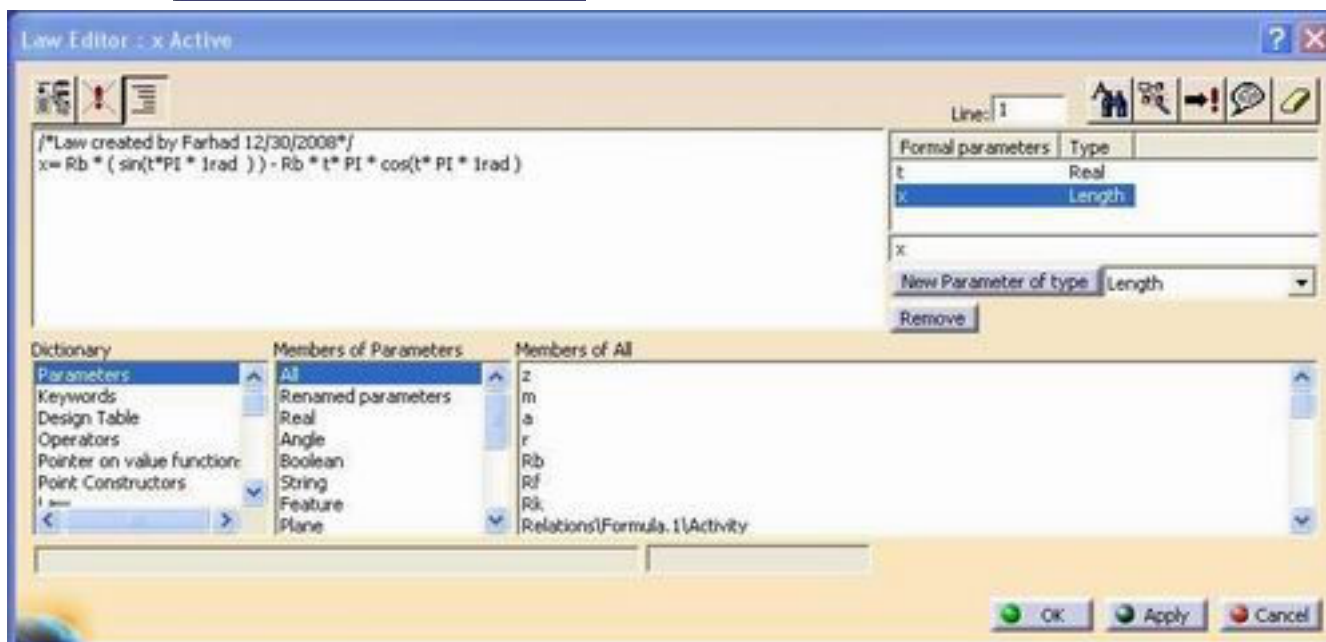 Law Editor : x Active
Line: 1
/*Law created by Farhad 12/30/2008*/
x= Rb * ( sin(t*PI * 1rad ) ) - Rb * t* PI * cos(t* PI * 1rad )
Formal parameters Type
t Real
x Length
x
New Parameter of type Length
Remove
Dictionary Members of Parameters Members of All
Parameters All z
Keywords Renamed parameters m
Design Table Real a
Operators Angle r
Pointer on value function Boolean Rb
Point Constructors String Rf
Feature Rk
Plane Relations\Formula.1\Activity
OK Apply Cancel